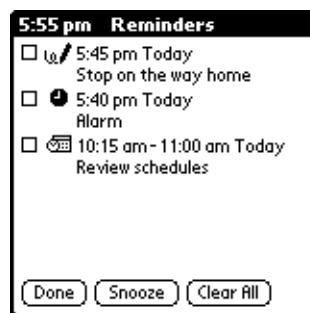 5:55 pm Reminders
5:45 pm Today
Stop on the way home
5:40 pm Today
Alarm
10:15 am - 11:00 am Today
Review schedules
Done Snooze Clear All